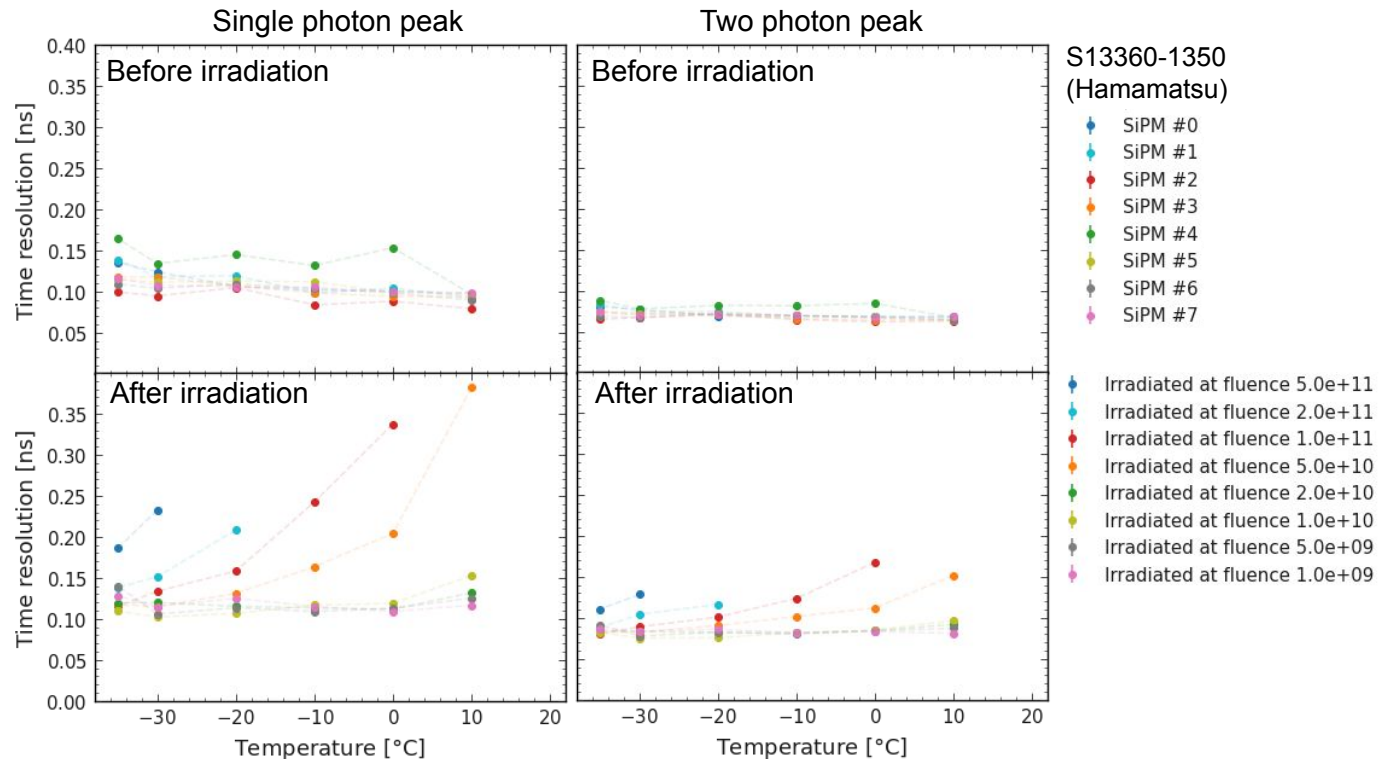 Single photon peak
Two photon peak
0.40
0.35
0.30
0.25
0.20
0.15
0.10
0.05
Time resolution [ns]
Before irradiation
Before irradiation
S13360-1350
(Hamamatsu)
SiPM #0
SiPM #1
SiPM #2
SiPM #3
SiPM #4
SiPM #5
SiPM #6
SiPM #7
0.35
0.30
0.25
0.20
0.15
0.10
0.05
0.00
Time resolution [ns]
After irradiation
After irradiation
Irradiated at fluence 5.0e+11
Irradiated at fluence 2.0e+11
Irradiated at fluence 1.0e+11
Irradiated at fluence 5.0e+10
Irradiated at fluence 2.0e+10
Irradiated at fluence 1.0e+10
Irradiated at fluence 5.0e+09
Irradiated at fluence 1.0e+09
−30 −20 −10 0 10 20
−30 −20 −10 0 10 20
Temperature [°C]
Temperature [°C]